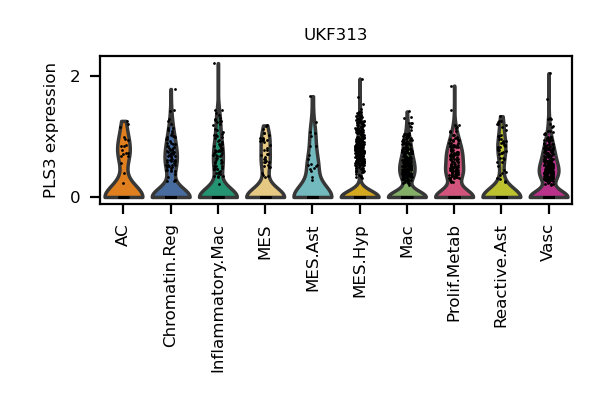 UKF313
PLS3 expression
2
0
AC
Chromatin.Reg
Inflammatory.Mac
MES
MES.Ast
MES.Hyp
Mac
Prolif.Metab
Reactive.Ast
Vasc